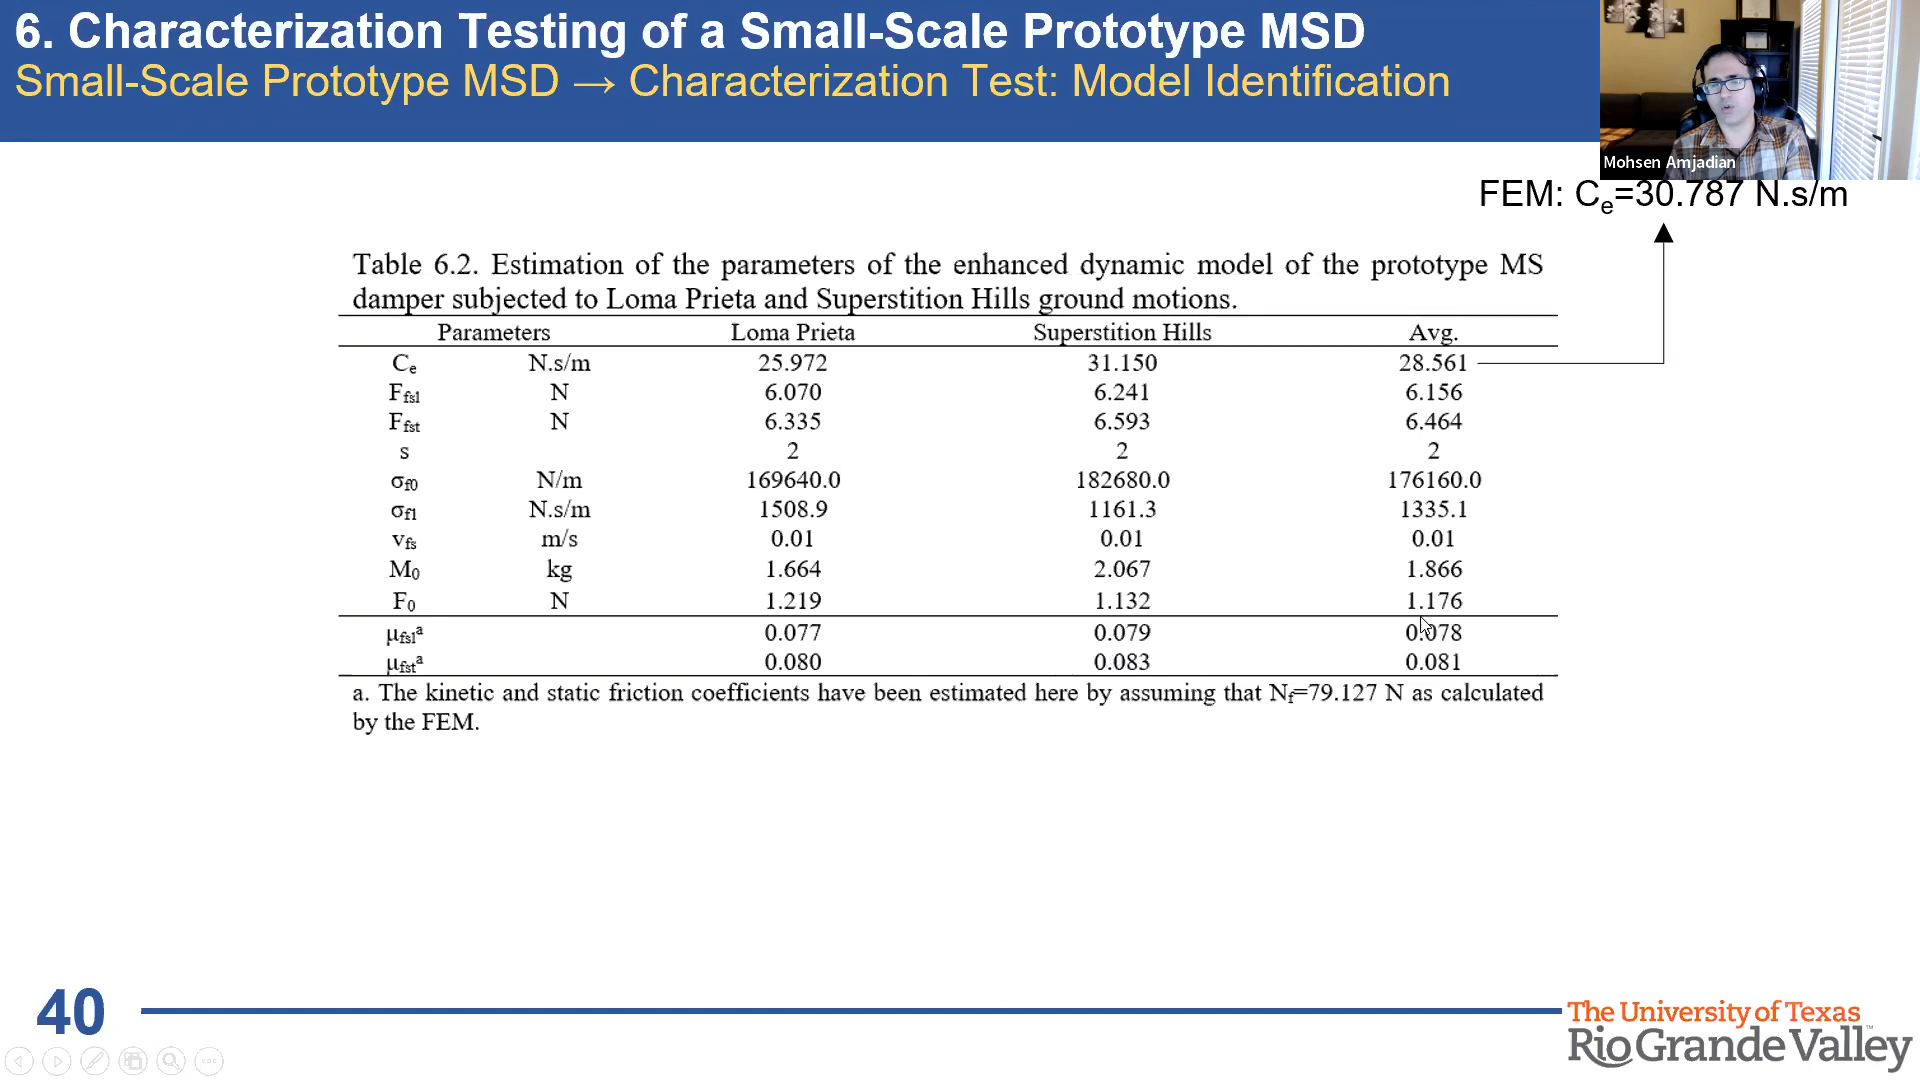 6. Characterization Testing of a Small-Scale Prototype MSD
Small-Scale Prototype MSD → Characterization Test: Model Identification
Mohsen Amjadian
FEM: Ce=30.787 N.s/m
Table 6.2. Estimation of the parameters of the enhanced dynamic model of the prototype MS
damper subjected to Loma Prieta and Superstition Hills ground motions.
Parameters Loma Prieta Superstition Hills Avg.
Ce N.s/m 25.972 31.150 28.561
Ffsl N 6.070 6.241 6.156
Ffst N 6.335 6.593 6.464
s 2 2 2
σf0 N/m 169640.0 182680.0 176160.0
σf1 N.s/m 1508.9 1161.3 1335.1
vfs m/s 0.01 0.01 0.01
M0 kg 1.664 2.067 1.866
F0 N 1.219 1.132 1.176
μfsl a 0.077 0.079 0.078
μfst a 0.080 0.083 0.081
a. The kinetic and static friction coefficients have been estimated here by assuming that Nf=79.127 N as calculated
by the FEM.
40
The University of Texas
Rio Grande Valley